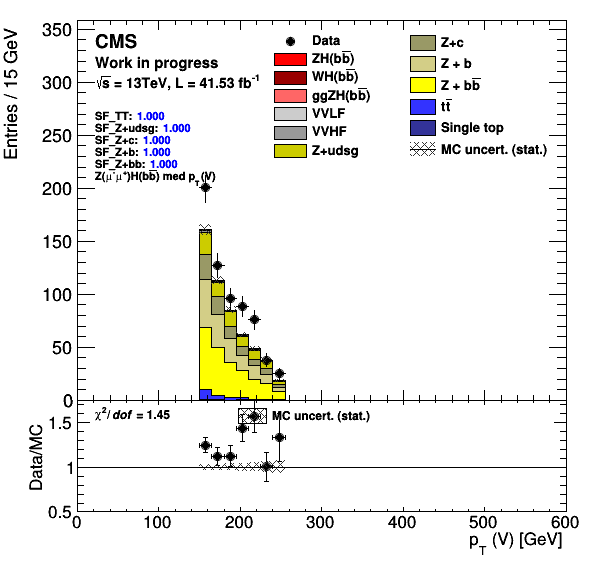 Entries / 15 GeV
350
300
250
200
150
100
50
0
CMS
Work in progress
√s = 13TeV, L = 41.53 fb⁻¹
SF_TT: 1.000
SF_Z+udsg: 1.000
SF_Z+c: 1.000
SF_Z+b: 1.000
SF_Z+bb: 1.000
Z(μ⁻μ⁺)H(bb̅) med p_T(V)
Data
ZH(bb̅)
WH(bb̅)
ggZH(bb̅)
VVLF
VVHF
Z+udsg
Z+c
Z + b
Z + bb̅
tt̅
Single top
MC uncert. (stat.)
Data/MC
1.5
1
0.5
χ²/dof = 1.45
MC uncert. (stat.)
0 100 200 300 400 500 600
p_T (V) [GeV]